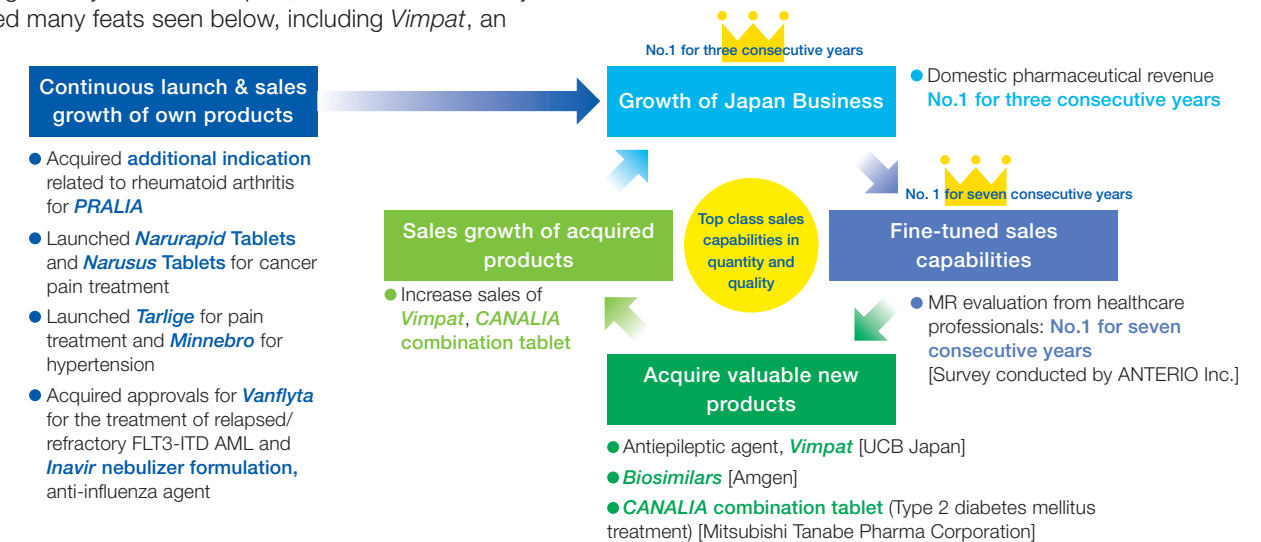 ed many feats seen below, including Vimpat, an
No.1 for three consecutive years
Continuous launch & sales
growth of own products
Growth of Japan Business
● Domestic pharmaceutical revenue
No.1 for three consecutive years
● Acquired additional indication
related to rheumatoid arthritis
for PRALIA
● Launched Narurapid Tablets
and Narusus Tablets for cancer
pain treatment
● Launched Tarlige for pain
treatment and Minnebro for
hypertension
● Acquired approvals for Vanflyta
for the treatment of relapsed/
refractory FLT3-ITD AML and
Inavir nebulizer formulation,
anti-influenza agent
No. 1 for seven consecutive years
Sales growth of acquired
products
Top class sales
capabilities in
quantity and
quality
Fine-tuned sales
capabilities
● Increase sales of
Vimpat, CANALIA
combination tablet
● MR evaluation from healthcare
professionals: No.1 for seven
consecutive years
[Survey conducted by ANTERIO Inc.]
Acquire valuable new
products
● Antiepileptic agent, Vimpat [UCB Japan]
● Biosimilars [Amgen]
● CANALIA combination tablet (Type 2 diabetes mellitus
treatment) [Mitsubishi Tanabe Pharma Corporation]